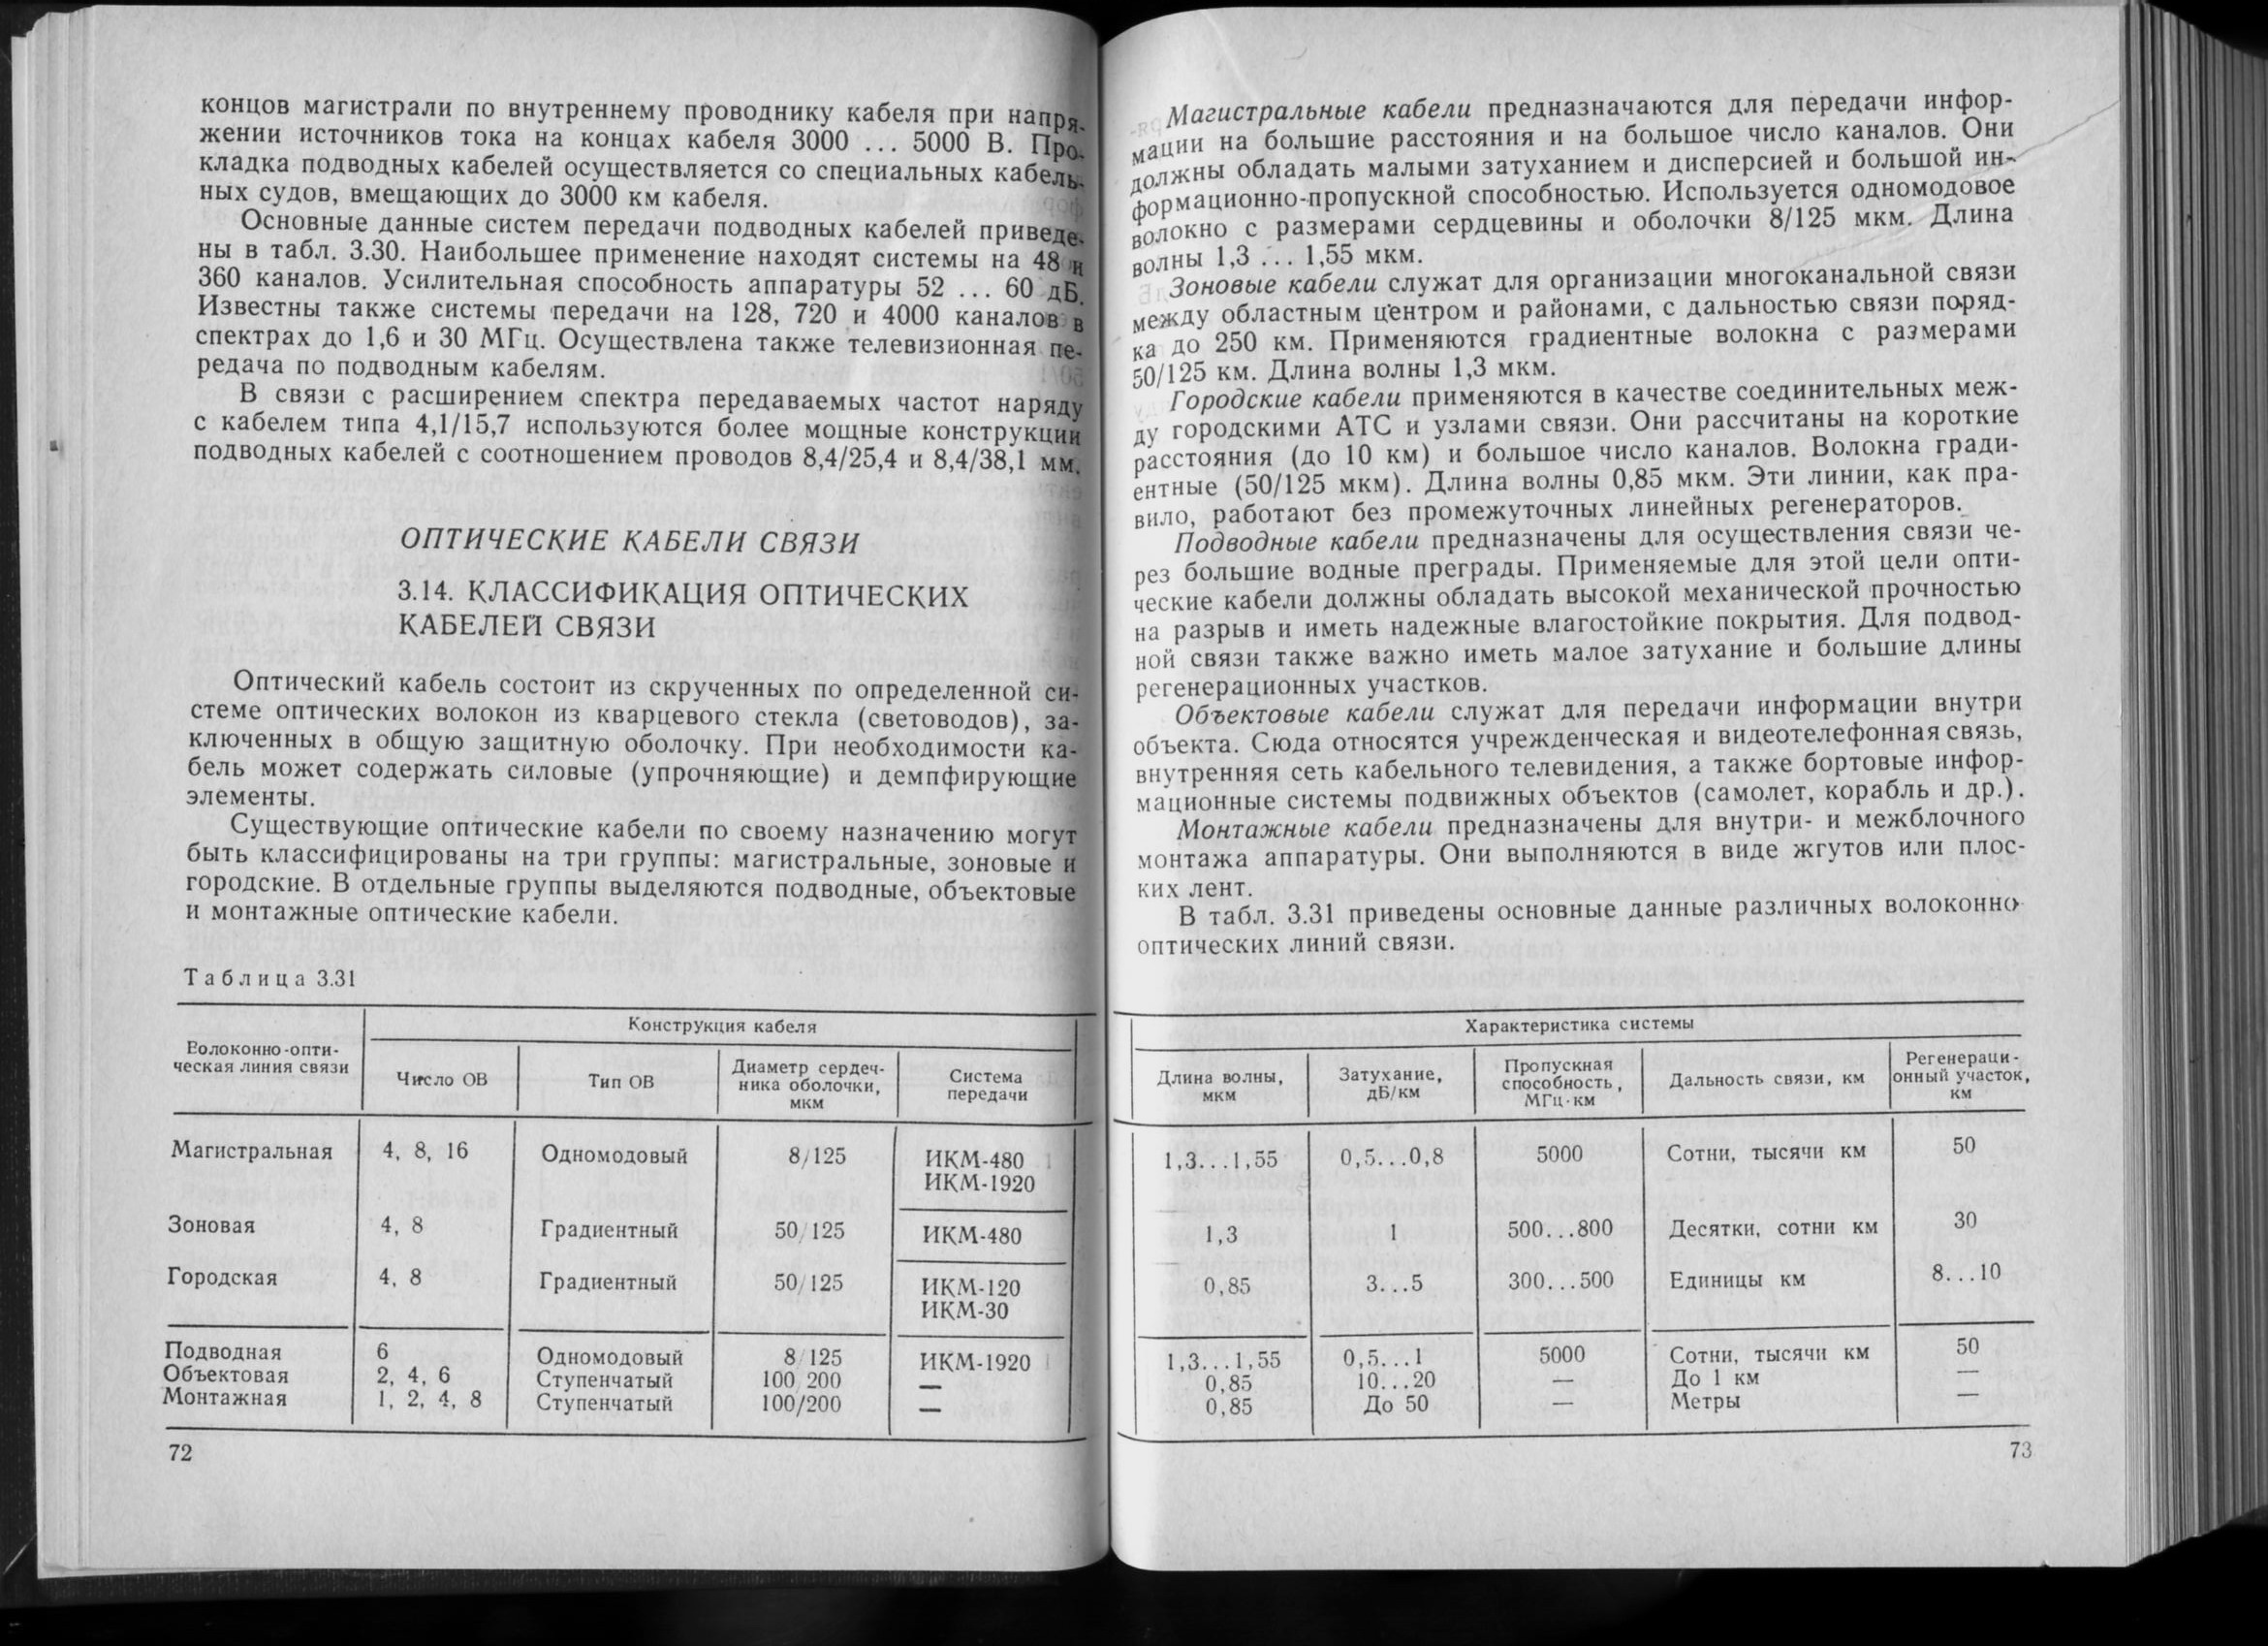 концов магистрали по внутреннему проводнику кабеля при напря-
жении источников тока на концах кабеля 3000 ... 5000 В. Про-
кладка подводных кабелей осуществляется со специальных кабель-
ных судов, вмещающих до 3000 км кабеля.
Основные данные систем передачи подводных кабелей приведе-
ны в табл. 3.30. Наибольшее применение находят системы на 48 и
360 каналов. Усилительная способность аппаратуры 52 ... 60 дБ.
Известны также системы передачи на 128, 720 и 4000 каналов в
спектрах до 1,6 и 30 МГц. Осуществлена также телевизионная пе-
редача по подводным кабелям.
В связи с расширением спектра передаваемых частот наряду
с кабелем типа 4,1/15,7 используются более мощные конструкции
подводных кабелей с соотношением проводов 8,4/25,4 и 8,4/38,1 мм.
ОПТИЧЕСКИЕ КАБЕЛИ СВЯЗИ
3.14. КЛАССИФИКАЦИЯ ОПТИЧЕСКИХ
КАБЕЛЕЙ СВЯЗИ
Оптический кабель состоит из скрученных по определенной си-
стеме оптических волокон из кварцевого стекла (световодов), за-
ключенных в общую защитную оболочку. При необходимости ка-
бель может содержать силовые (упрочняющие) и демпфирующие
элементы.
Существующие оптические кабели по своему назначению могут
быть классифицированы на три группы: магистральные, зоновые и
городские. В отдельные группы выделяются подводные, объектовые
и монтажные оптические кабели.
Таблица 3.31
Волоконно-опти-
ческая линия связи
Конструкция кабеля
Число ОВ
Тип ОВ
Диаметр сердеч-
ника оболочки,
мкм
Система
передачи
Магистральная 4, 8, 16 Одномодовый 8/125 ИКМ-480
ИКМ-1920
Зоновая 4, 8 Градиентный 50/125 ИКМ-480
Городская 4, 8 Градиентный 50/125 ИКМ-120
ИКМ-30
Подводная 6 Одномодовый 8/125 ИКМ-1920
Объектовая 2, 4, 6 Ступенчатый 100/200 —
Монтажная 1, 2, 4, 8 Ступенчатый 100/200 —
72
Магистральные кабели предназначаются для передачи инфор-
мации на большие расстояния и на большое число каналов. Они
должны обладать малыми затуханием и дисперсией и большой ин-
формационно-пропускной способностью. Используется одномодовое
волокно с размерами сердцевины и оболочки 8/125 мкм. Длина
волны 1,3 ... 1,55 мкм.
Зоновые кабели служат для организации многоканальной связи
между областным центром и районами, с дальностью связи поряд-
ка до 250 км. Применяются градиентные волокна с размерами
50/125 км. Длина волны 1,3 мкм.
Городские кабели применяются в качестве соединительных меж-
ду городскими АТС и узлами связи. Они рассчитаны на короткие
расстояния (до 10 км) и большое число каналов. Волокна гради-
ентные (50/125 мкм). Длина волны 0,85 мкм. Эти линии, как пра-
вило, работают без промежуточных линейных регенераторов.
Подводные кабели предназначены для осуществления связи че-
рез большие водные преграды. Применяемые для этой цели опти-
ческие кабели должны обладать высокой механической прочностью
на разрыв и иметь надежные влагостойкие покрытия. Для подвод-
ной связи также важно иметь малое затухание и большие длины
регенерационных участков.
Объектовые кабели служат для передачи информации внутри
объекта. Сюда относятся учрежденческая и видеотелефонная связь,
внутренняя сеть кабельного телевидения, а также бортовые инфор-
мационные системы подвижных объектов (самолет, корабль и др.).
Монтажные кабели предназначены для внутри- и межблочного
монтажа аппаратуры. Они выполняются в виде жгутов или плос-
ких лент.
В табл. 3.31 приведены основные данные различных волоконно
оптических линий связи.
Характеристика системы
Длина волны,
мкм
Затухание,
дБ/км
Пропускная
способность,
МГц·км
Дальность связи, км
Регенераци-
онный участок,
км
1,3...1,55 0,5...0,8 5000 Сотни, тысячи км 50
1,3 1 500...800 Десятки, сотни км 30
0,85 3...5 300...500 Единицы км 8...10
1,3...1,55 0,5...1 5000 Сотни, тысячи км 50
0,85 10...20 — До 1 км —
0,85 До 50 — Метры —
73